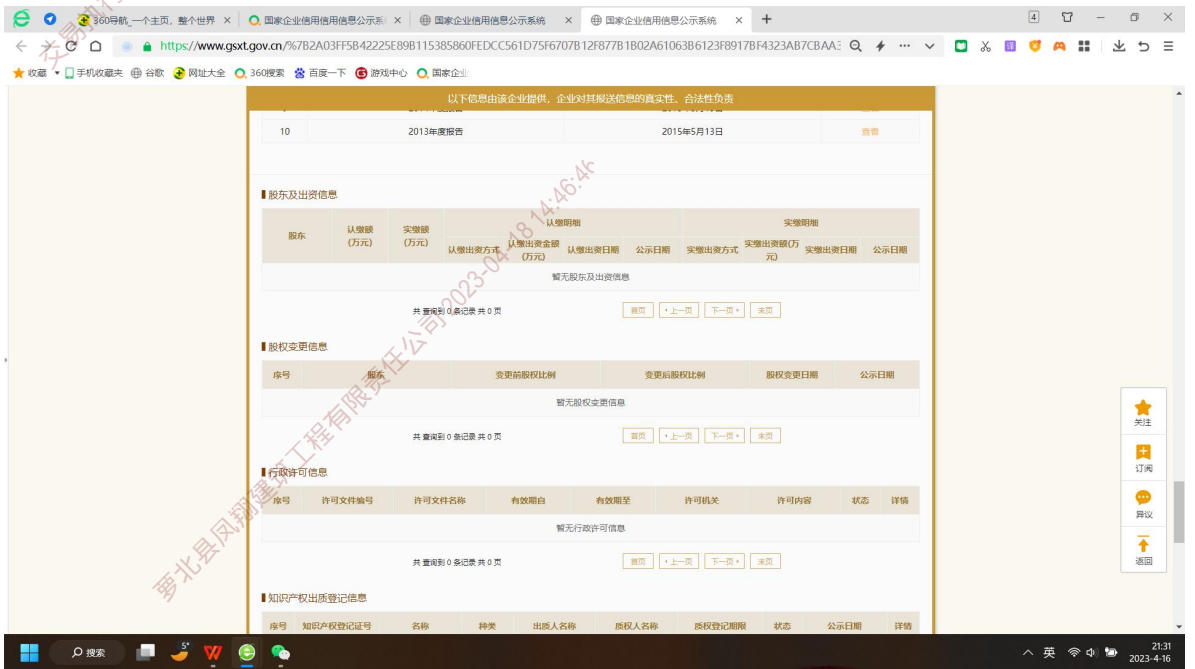 360导航_一个主页，整个世界
国家企业信用信用信息公示系
国家企业信用信息公示系统
国家企业信用信息公示系统
4
https://www.gsxt.gov.cn/%7B2A03FF5B42225E89B115385860FEDCC561D75F6707B12F877B1B02A61063B6123F8917BF4323AB7CBAA3
收藏 手机收藏夹 谷歌 网址大全 360搜索 百度一下 游戏中心 国家企业
以下信息由该企业提供，企业对其报送信息的真实性、合法性负责
10 2013年度报告 2015年5月13日 查看
股东及出资信息
股东 认缴额(万元) 实缴额(万元) 认缴明细 实缴明细
认缴出资方式 认缴出资金额(万元) 认缴出资日期 公示日期 实缴出资方式 实缴出资额(万元) 实缴出资日期 公示日期
暂无股东及出资信息
共 查询到 0 条记录 共 0 页 首页 上一页 下一页 末页
股权变更信息
序号 股东 变更前股权比例 变更后股权比例 股权变更日期 公示日期
暂无股权变更信息
共 查询到 0 条记录 共 0 页 首页 上一页 下一页 末页
行政许可信息
序号 许可文件编号 许可文件名称 有效期自 有效期至 许可机关 许可内容 状态 详情
暂无行政许可信息
共 查询到 0 条记录 共 0 页 首页 上一页 下一页 末页
知识产权出质登记信息
序号 知识产权登记证号 名称 种类 出质人名称 质权人名称 质权登记期限 状态 公示日期 详情
关注
订阅
异议
返回
萝北县凤翔建筑工程有限责任公司2023-04-18 14:46:46
搜索
5°
英
21:31
2023-4-16